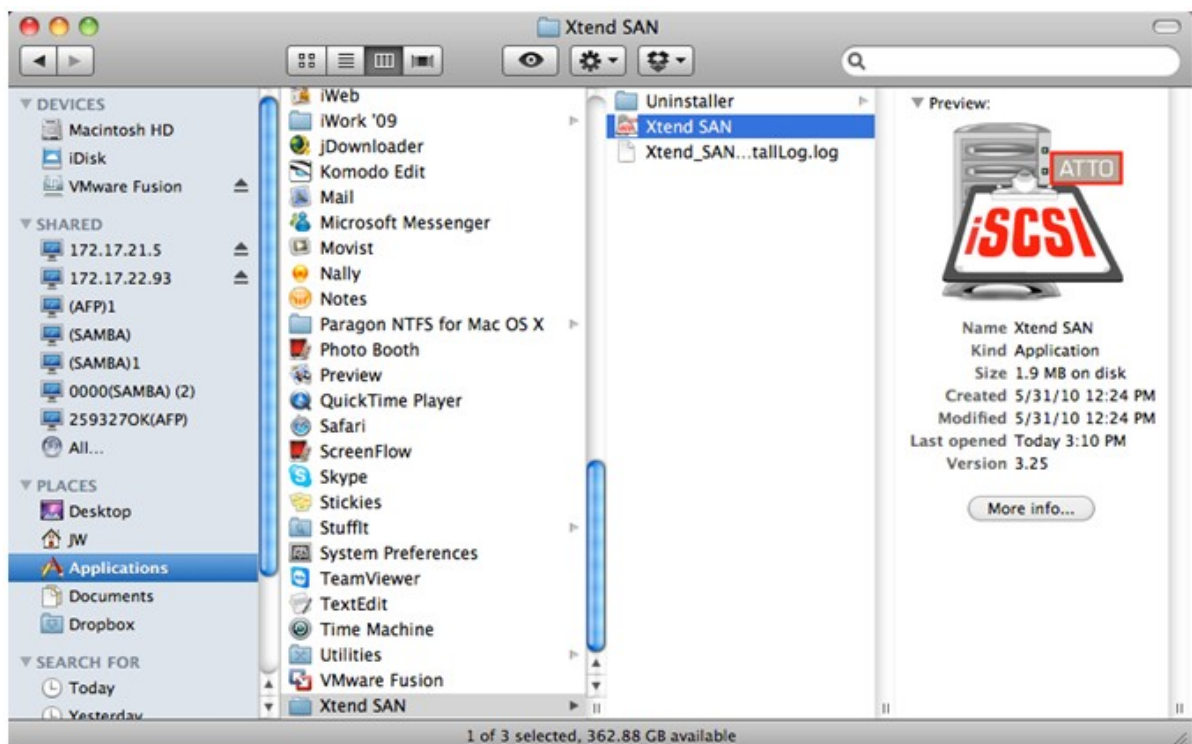 Xtend SAN
DEVICES
Macintosh HD
iDisk
VMware Fusion
SHARED
172.17.21.5
172.17.22.93
(AFP)1
(SAMBA)
(SAMBA)1
0000(SAMBA) (2)
259327OK(AFP)
All...
PLACES
Desktop
JW
Applications
Documents
Dropbox
SEARCH FOR
Today
Yesterday
iWeb
iWork '09
jDownloader
Komodo Edit
Mail
Microsoft Messenger
Movist
Nally
Notes
Paragon NTFS for Mac OS X
Photo Booth
Preview
QuickTime Player
Safari
ScreenFlow
Skype
Stickies
StuffIt
System Preferences
TeamViewer
TextEdit
Time Machine
Utilities
VMware Fusion
Xtend SAN
Uninstaller
Xtend SAN
Xtend_SAN...tallLog.log
Preview:
ATTO
iSCSI
Name Xtend SAN
Kind Application
Size 1.9 MB on disk
Created 5/31/10 12:24 PM
Modified 5/31/10 12:24 PM
Last opened Today 3:10 PM
Version 3.25
More info...
1 of 3 selected, 362.88 GB available